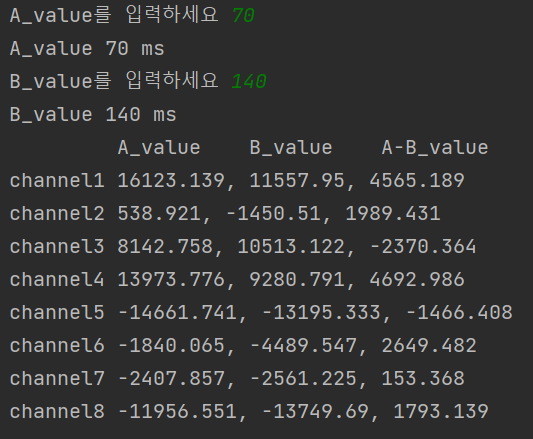 A_value를 입력하세요 70
A_value 70 ms
B_value를 입력하세요 140
B_value 140 ms
A_value B_value A-B_value
channel1 16123.139, 11557.95, 4565.189
channel2 538.921, -1450.51, 1989.431
channel3 8142.758, 10513.122, -2370.364
channel4 13973.776, 9280.791, 4692.986
channel5 -14661.741, -13195.333, -1466.408
channel6 -1840.065, -4489.547, 2649.482
channel7 -2407.857, -2561.225, 153.368
channel8 -11956.551, -13749.69, 1793.139